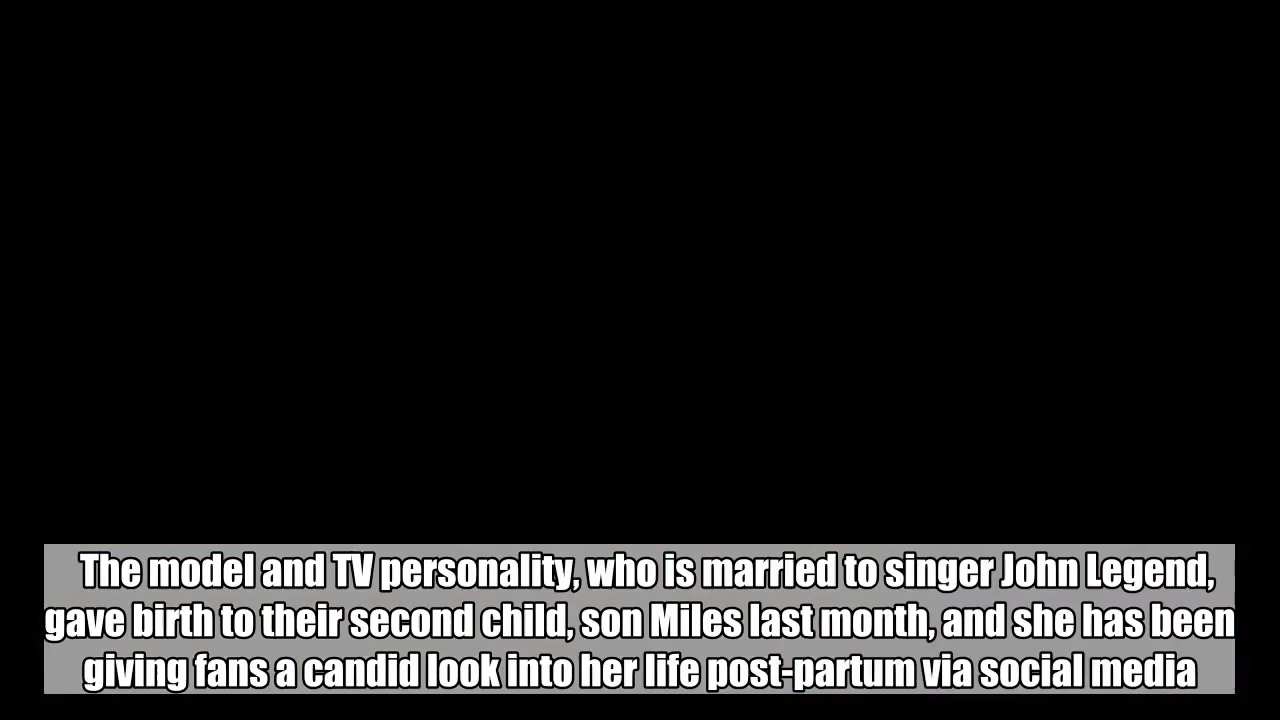 The model and TV personality, who is married to singer John Legend,
gave birth to their second child, son Miles last month, and she has been
giving fans a candid look into her life post-partum via social media